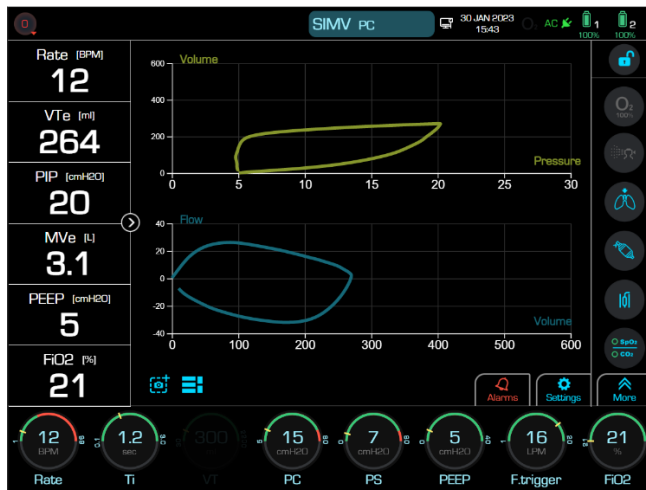 0
SIMV PC
30 JAN 2023
15:43
O₂
AC
1
100%
2
100%
Rate [BPM]
12
VTe [ml]
264
PIP [cmH2O]
20
MVe [L]
3.1
PEEP [cmH2O]
5
FiO2 [%]
21
Volume
600
400
200
0
0
5
10
15
20
25
30
Pressure
Flow
40
20
0
-20
-40
0
100
200
300
400
500
600
Volume
O₂
100%
SpO₂
CO₂
Alarms
Settings
More
12
BPM
Rate
1.2
sec
Ti
300
VT
15
cmH2O
PC
7
cmH2O
PS
5
cmH2O
PEEP
16
LPM
F.trigger
21
%
FiO2